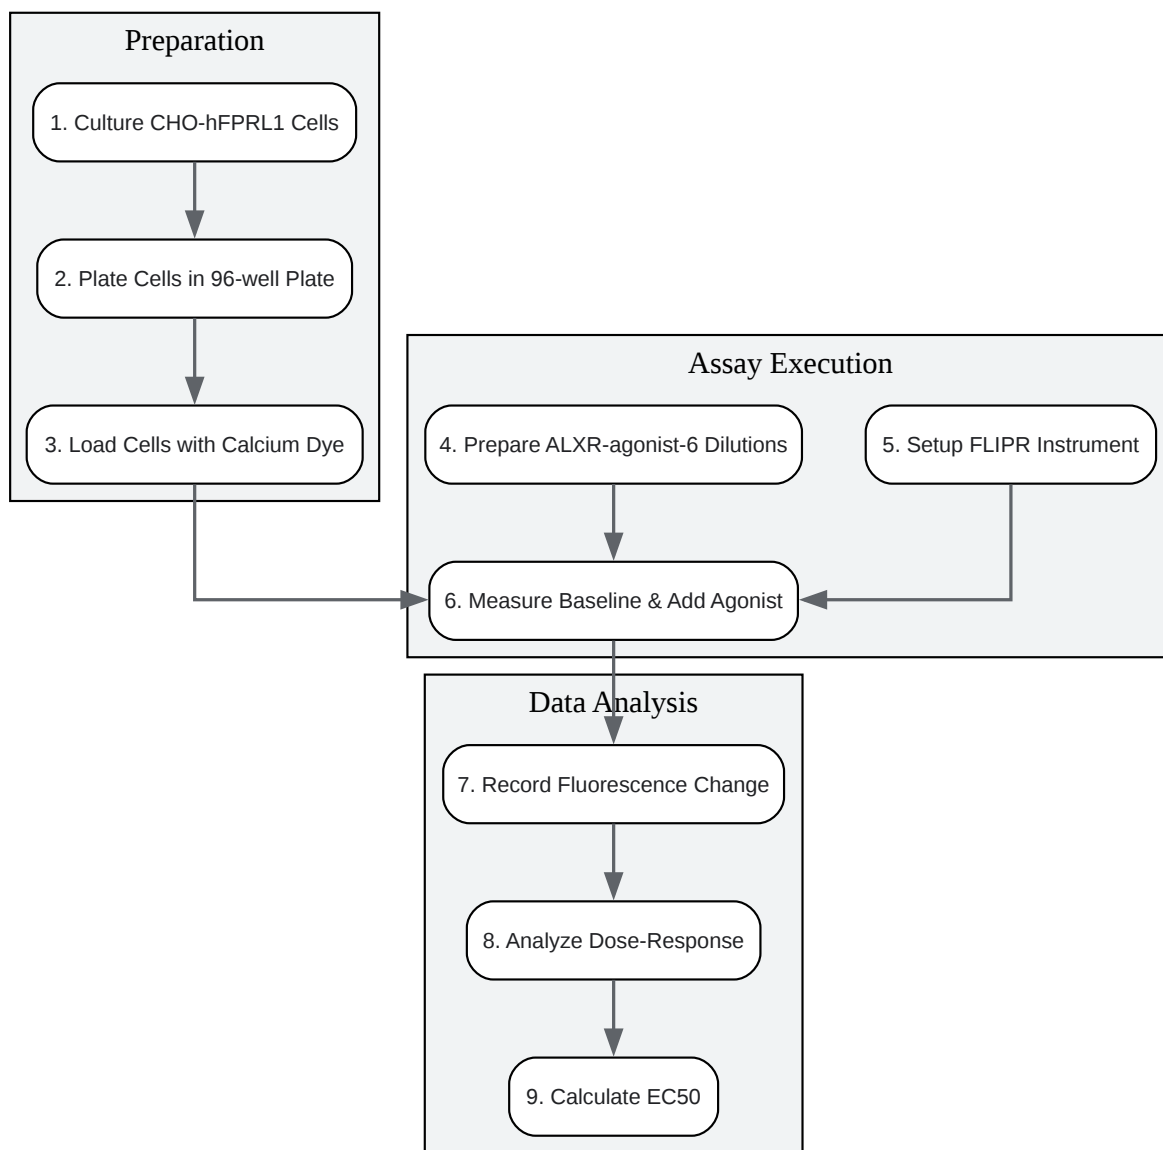 Preparation
1. Culture CHO-hFPRL1 Cells
2. Plate Cells in 96-well Plate
3. Load Cells with Calcium Dye
Assay Execution
4. Prepare ALXR-agonist-6 Dilutions
5. Setup FLIPR Instrument
6. Measure Baseline & Add Agonist
Data Analysis
7. Record Fluorescence Change
8. Analyze Dose-Response
9. Calculate EC50